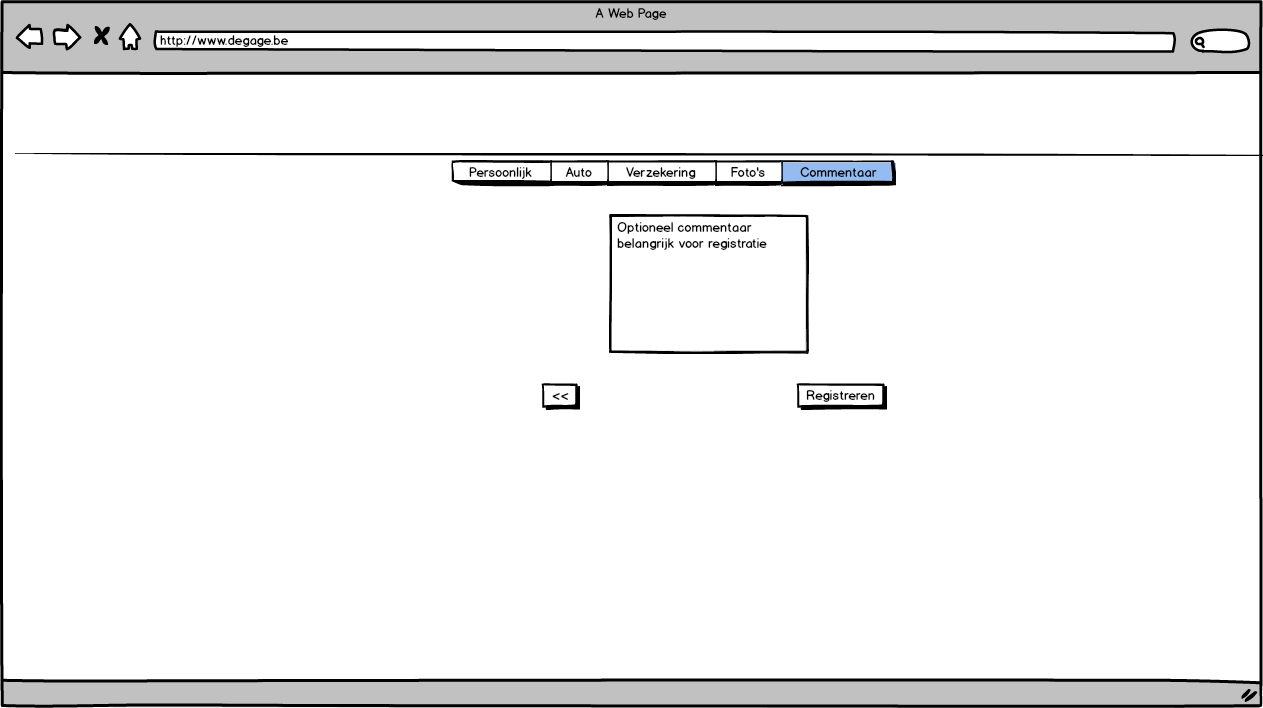 A Web Page
http://www.degage.be
Persoonlijk Auto Verzekering Foto's Commentaar
Optioneel commentaar
belangrijk voor registratie
<< Registreren